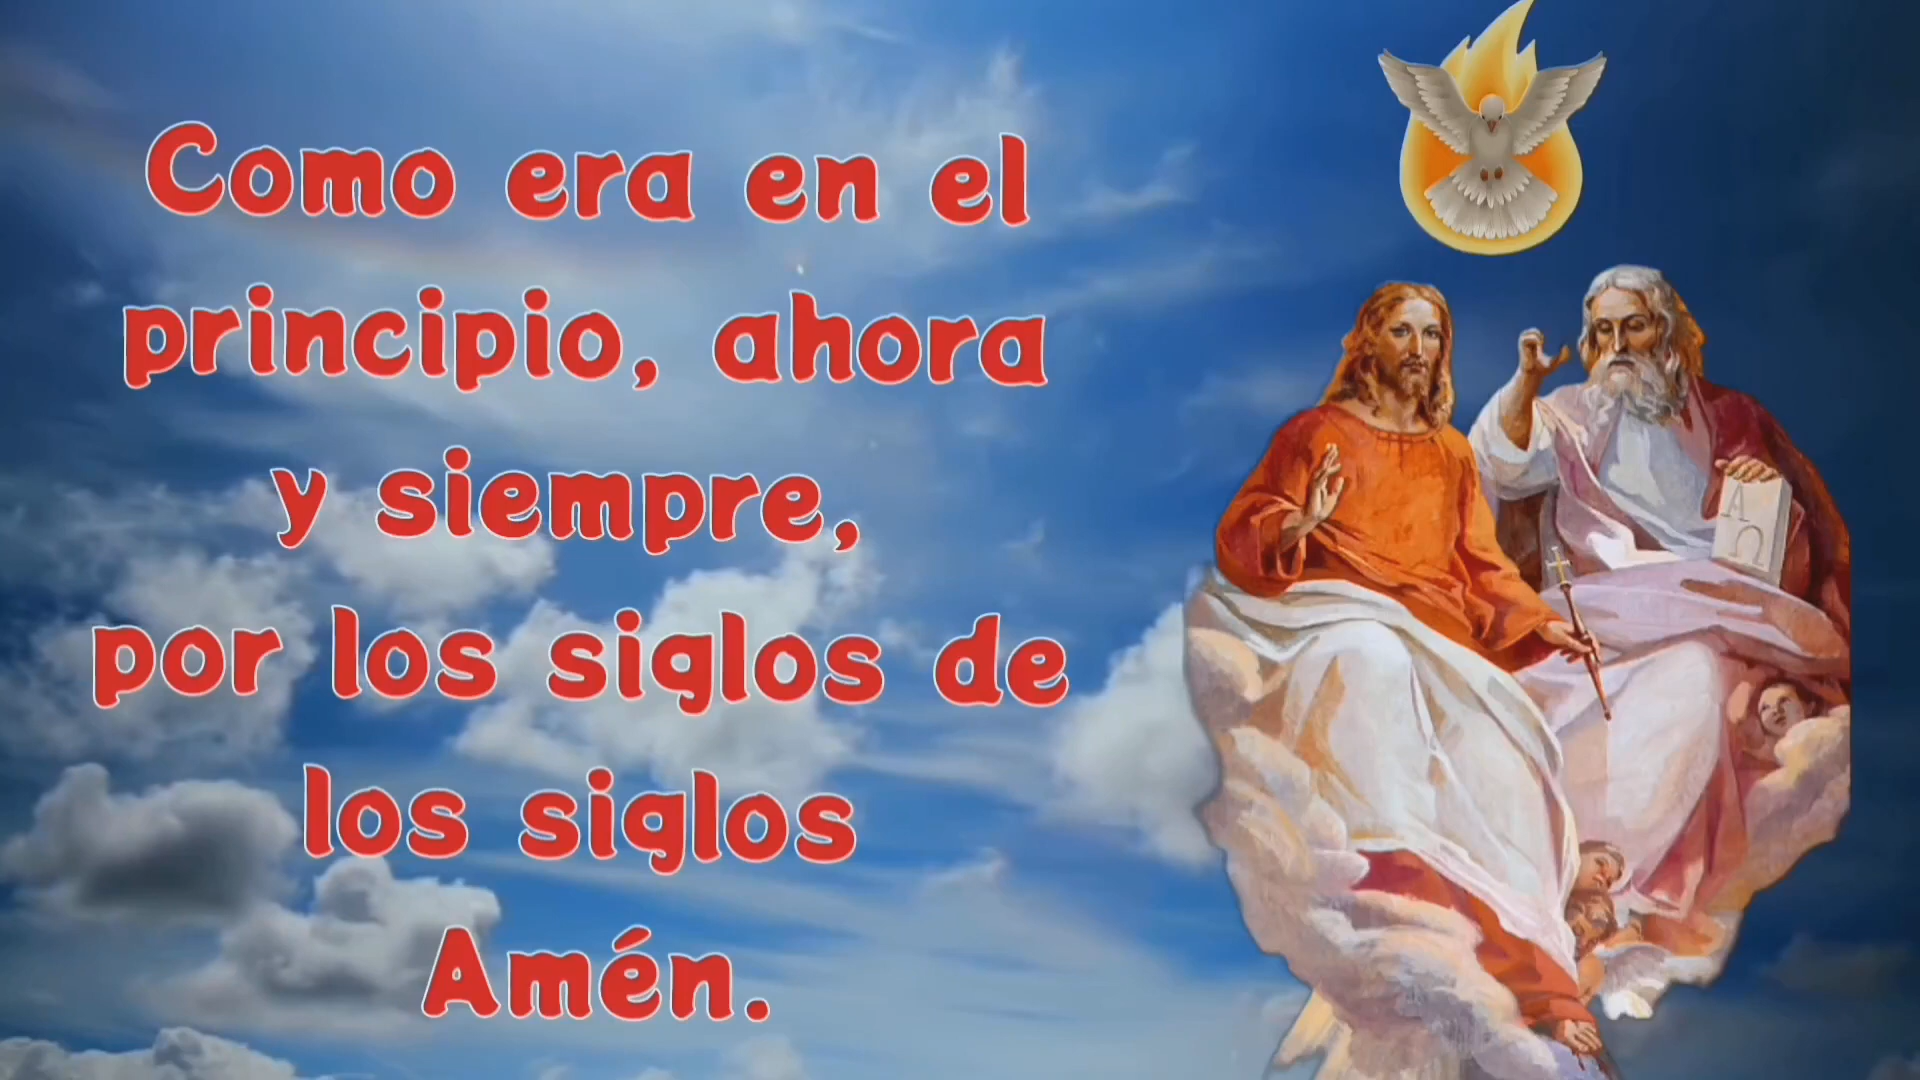 Como era en el
principio, ahora
y siempre,
por los siglos de
los siglos
Amén.
Α
Ω